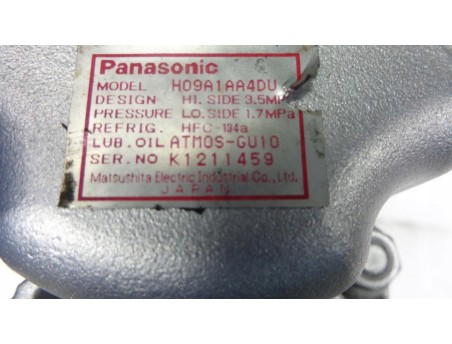 Panasonic
MODEL H09A1AA4DU
DESIGN HI. SIDE 3.5MP
PRESSURE LO. SIDE 1.7MPa
REFRIG. HFC-134a
LUB. OIL ATMOS-GU10
SER. NO K1211459
Matsushita Electric Industrial Co., Ltd.
JAPAN